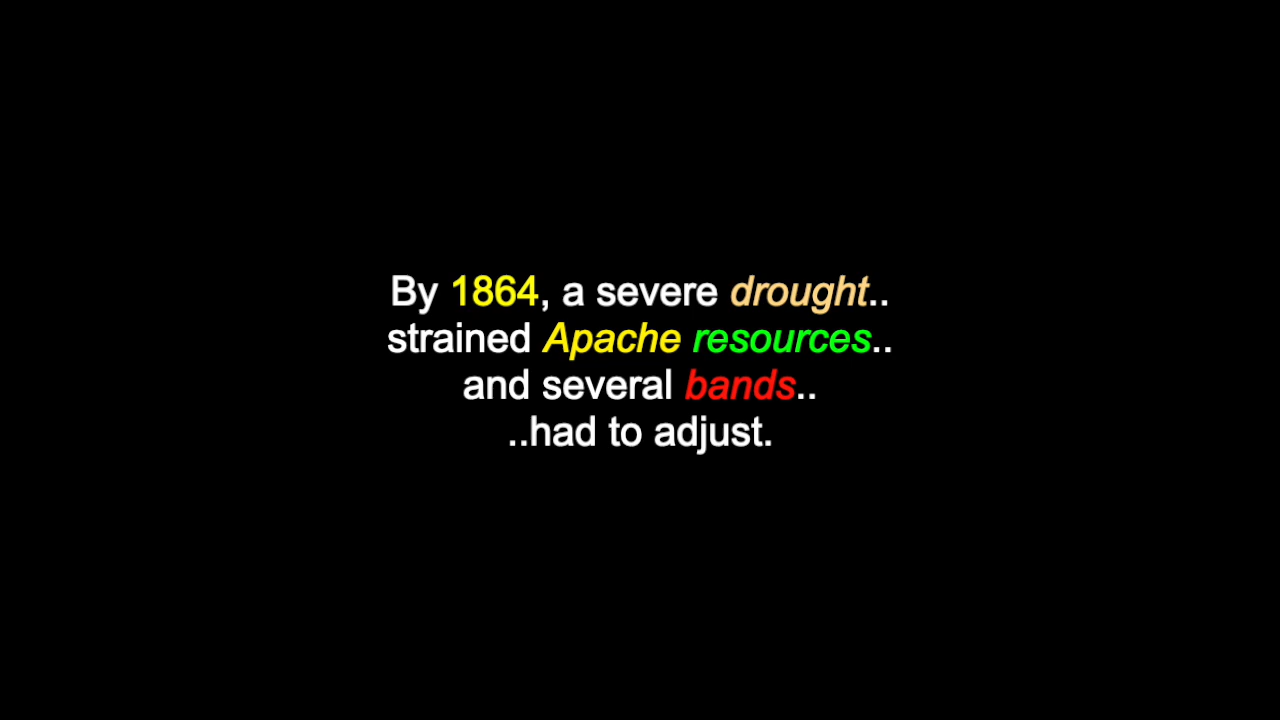 By 1864, a severe drought..
strained Apache resources..
and several bands..
..had to adjust.